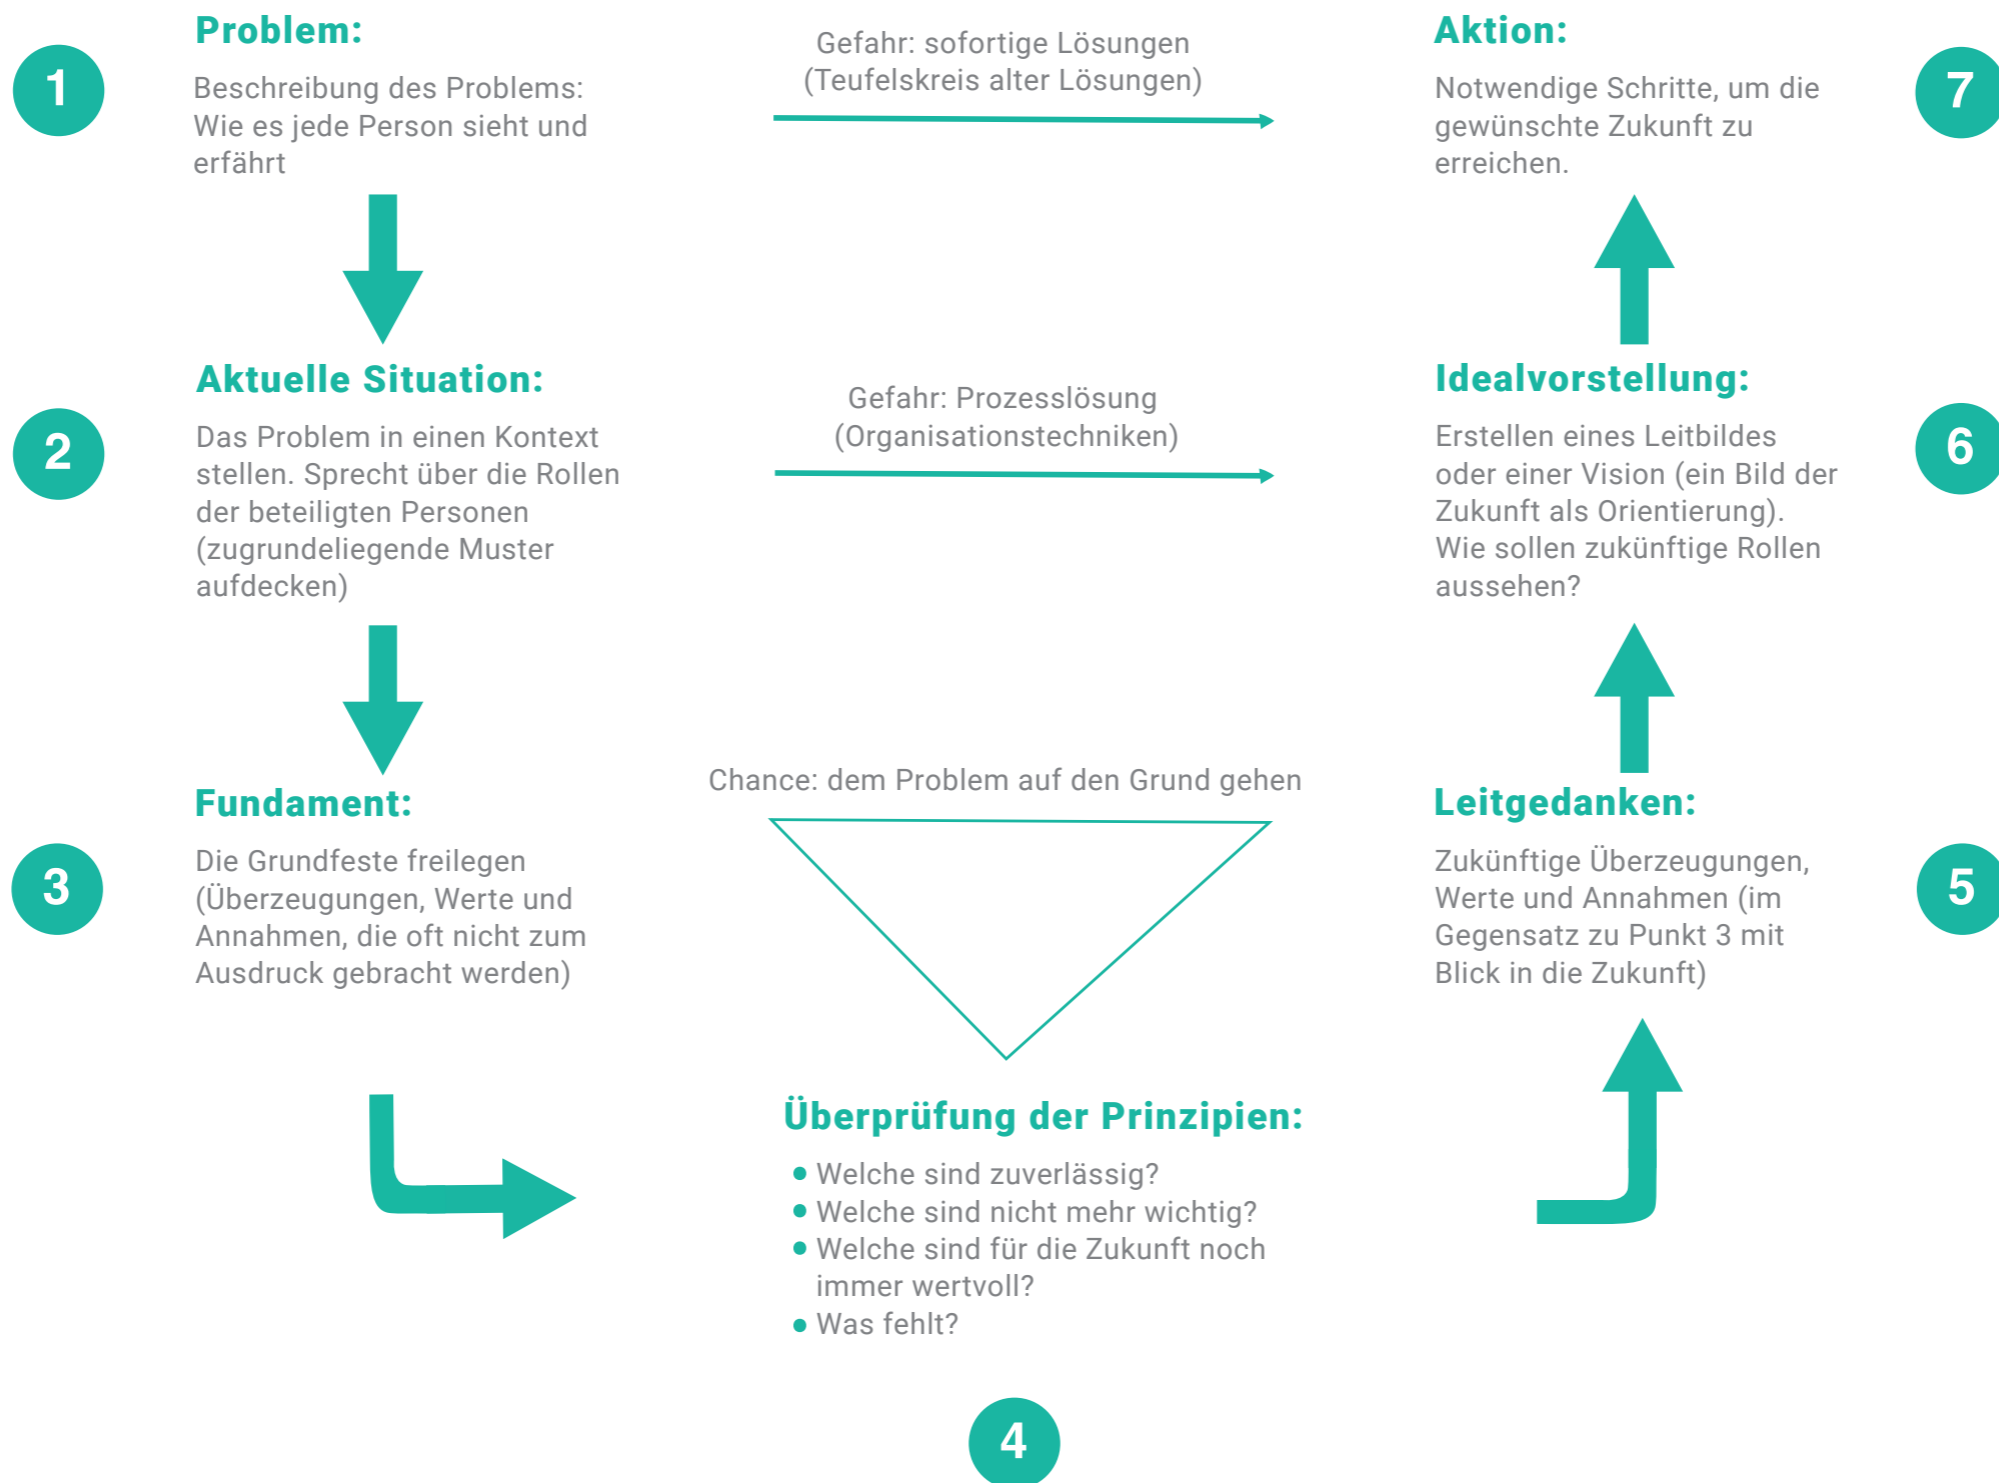 1
Problem:
Beschreibung des Problems:
Wie es jede Person sieht und
erfährt
Gefahr: sofortige Lösungen
(Teufelskreis alter Lösungen)
Aktion:
Notwendige Schritte, um die
gewünschte Zukunft zu
erreichen.
7
2
Aktuelle Situation:
Das Problem in einen Kontext
stellen. Sprecht über die Rollen
der beteiligten Personen
(zugrundeliegende Muster
aufdecken)
Gefahr: Prozesslösung
(Organisationstechniken)
Idealvorstellung:
Erstellen eines Leitbildes
oder einer Vision (ein Bild der
Zukunft als Orientierung).
Wie sollen zukünftige Rollen
aussehen?
6
3
Fundament:
Die Grundfeste freilegen
(Überzeugungen, Werte und
Annahmen, die oft nicht zum
Ausdruck gebracht werden)
Chance: dem Problem auf den Grund gehen
Leitgedanken:
Zukünftige Überzeugungen,
Werte und Annahmen (im
Gegensatz zu Punkt 3 mit
Blick in die Zukunft)
5
Überprüfung der Prinzipien:
• Welche sind zuverlässig?
• Welche sind nicht mehr wichtig?
• Welche sind für die Zukunft noch
immer wertvoll?
• Was fehlt?
4